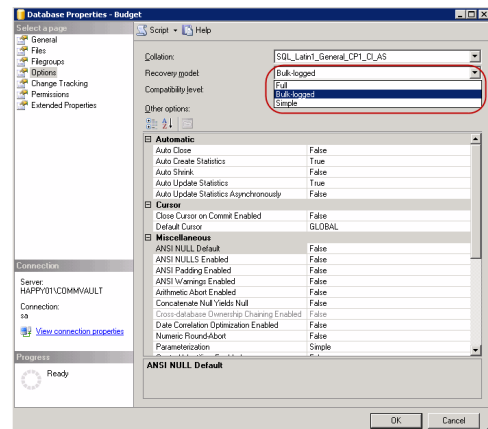 Database Properties - Budget
Select a page
General
Files
Filegroups
Options
Change Tracking
Permissions
Extended Properties
Script
Help
Collation: SQL_Latin1_General_CP1_CI_AS
Recovery model: Bulk-logged
Compatibility level:
Full
Bulk-logged
Simple
Other options:
Automatic
Auto Close False
Auto Create Statistics True
Auto Shrink False
Auto Update Statistics True
Auto Update Statistics Asynchronously False
Cursor
Close Cursor on Commit Enabled False
Default Cursor GLOBAL
Miscellaneous
ANSI NULL Default False
ANSI NULLS Enabled False
ANSI Padding Enabled False
ANSI Warnings Enabled False
Arithmetic Abort Enabled False
Concatenate Null Yields Null False
Cross-database Ownership Chaining Enabled False
Date Correlation Optimization Enabled False
Numeric Round-Abort False
Parameterization Simple
ANSI NULL Default
Connection
Server:
HAPPY01\COMMVAULT
Connection:
sa
View connection properties
Progress
Ready
OK
Cancel